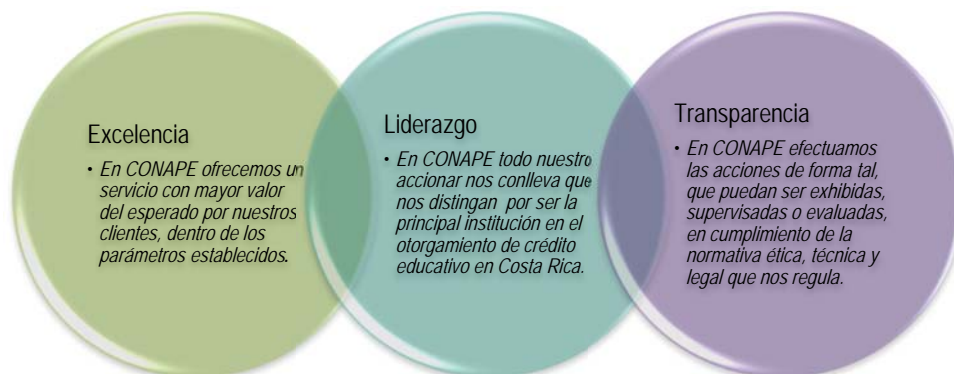 Excelencia
• En CONAPE ofrecemos un
servicio con mayor valor
del esperado por nuestros
clientes, dentro de los
parámetros establecidos.
Liderazgo
• En CONAPE todo nuestro
accionar nos conlleva que
nos distingan por ser la
principal institución en el
otorgamiento de crédito
educativo en Costa Rica.
Transparencia
• En CONAPE efectuamos
las acciones de forma tal,
que puedan ser exhibidas,
supervisadas o evaluadas,
en cumplimiento de la
normativa ética, técnica y
legal que nos regula.